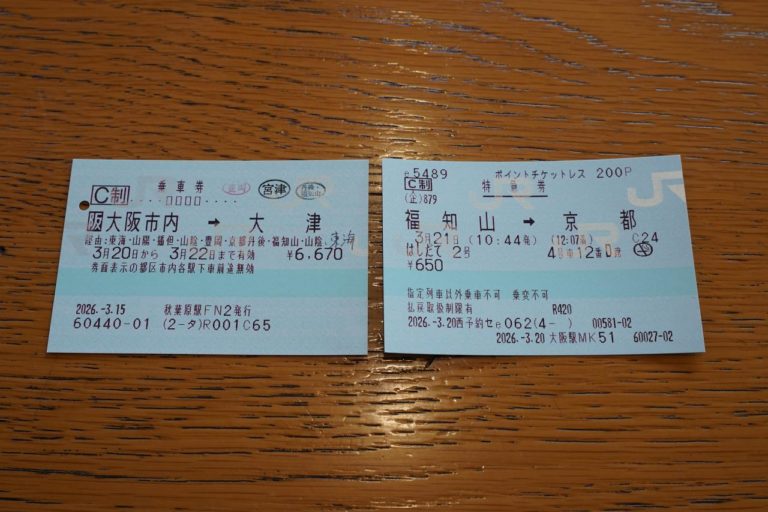 C制 乗車券
宮津
福知山
阪大阪市内 → 大津
経由:東海・山陽・播但・山陰・豊岡・京都丹後・福知山・山陰 東海
3月20日から 3月22日まで有効 ¥6,670
券面表示の都区市内各駅下車前途無効
2026.-3.15 秋葉原駅FN2発行
60440-01 (2-タ)R001C65
e5489 ポイントチケットレス 200P
C制 特急券
(企)879
福知山 → 京都
3月21日 (10:44発) (12:07着) C24
はしだて 2号 4号車12番D席
¥650
指定列車以外乗車不可 乗変不可
払戻取扱制限有 R420
2026.-3.20西予約セe062(4- ) 00581-02
2026.-3.20 大阪駅MK51 60027-02